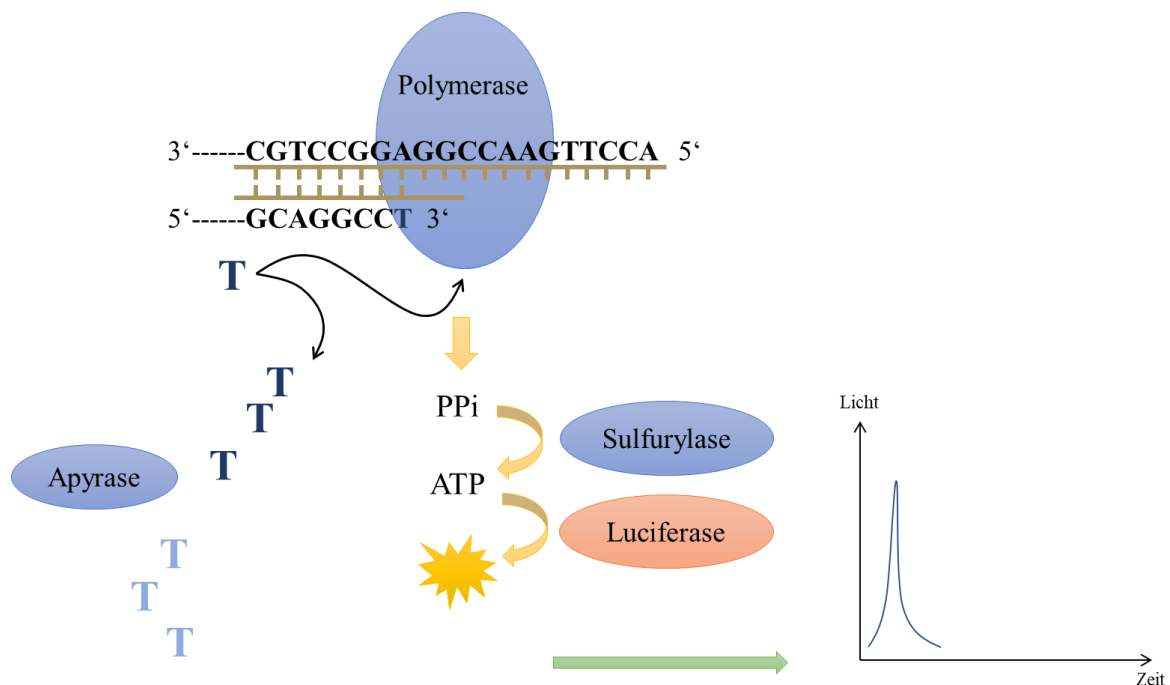 Polymerase
3‘ ------CGTCCGGAGGCCAAGTTCCA 5‘
5‘ ------GCAGGCCT 3‘
T
T
T
T
PPi
Sulfurylase
Licht
Apyrase
ATP
Luciferase
T
T
T
Zeit